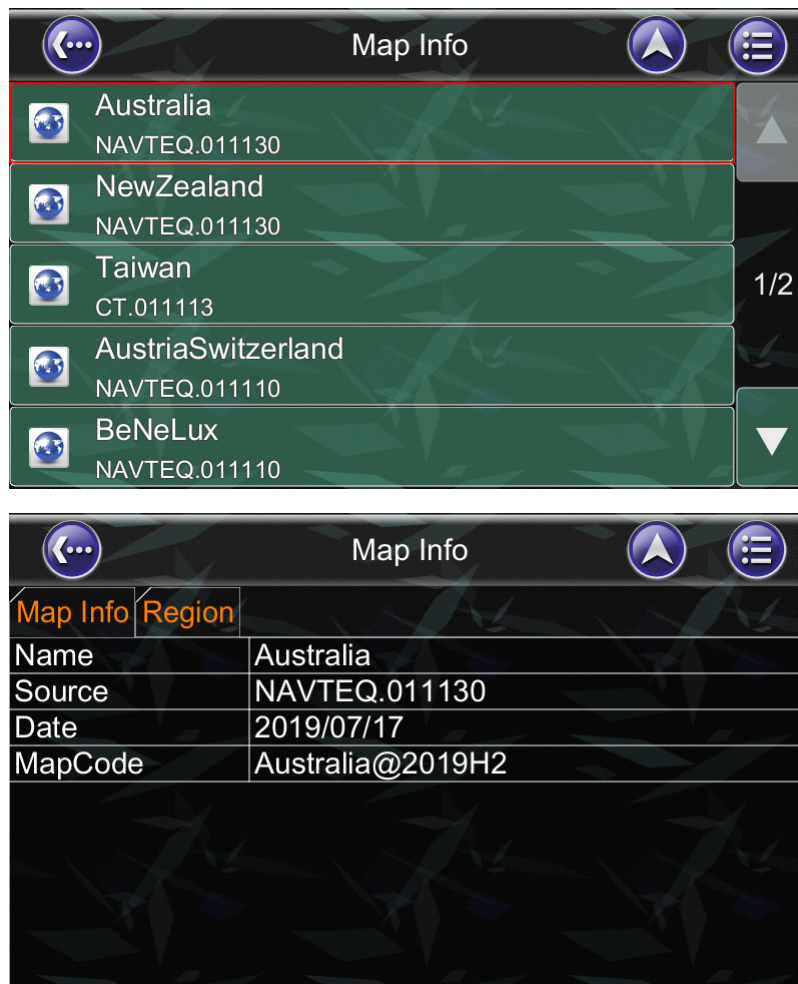 Map Info
Australia
NAVTEQ.011130
NewZealand
NAVTEQ.011130
Taiwan
CT.011113
1/2
AustriaSwitzerland
NAVTEQ.011110
BeNeLux
NAVTEQ.011110
Map Info
Map Info Region
Name Australia
Source NAVTEQ.011130
Date 2019/07/17
MapCode Australia@2019H2